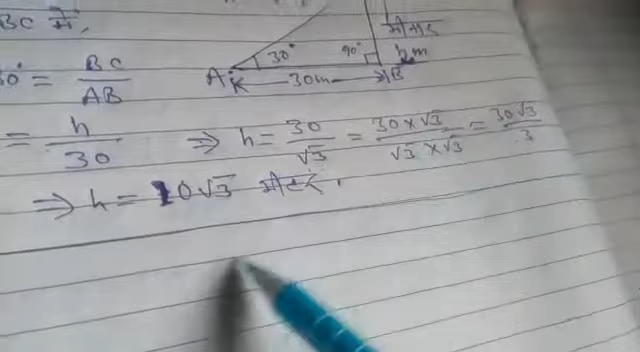 BC में,
0° = BC / AB
30°
90°
A
30m
B
मीनार
h m
= h / 30 ⇒ h = 30 / √3 = 30×√3 / √3×√3 = 30√3 / 3
⇒ h = 10√3 मीटर.